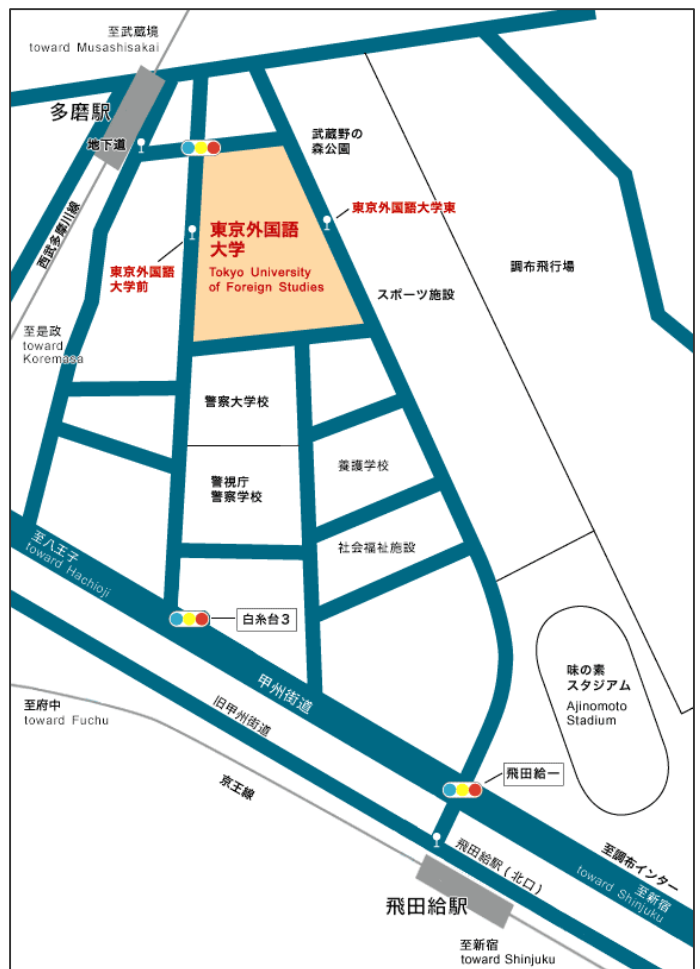 至武蔵境
toward Musashisakai
多磨駅
地下道
武蔵野の
森公園
西武多摩川線
東京外国語
大学前
東京外国語
大学
Tokyo University
of Foreign Studies
東京外国語大学東
スポーツ施設
調布飛行場
至是政
toward
Koremasa
警察大学校
警視庁
警察学校
養護学校
社会福祉施設
至八王子
toward Hachioji
白糸台3
甲州街道
旧甲州街道
至府中
toward Fuchu
京王線
味の素
スタジアム
Ajinomoto
Stadium
飛田給一
飛田給駅(北口)
飛田給駅
至調布インター
至新宿
toward Shinjuku
至新宿
toward Shinjuku